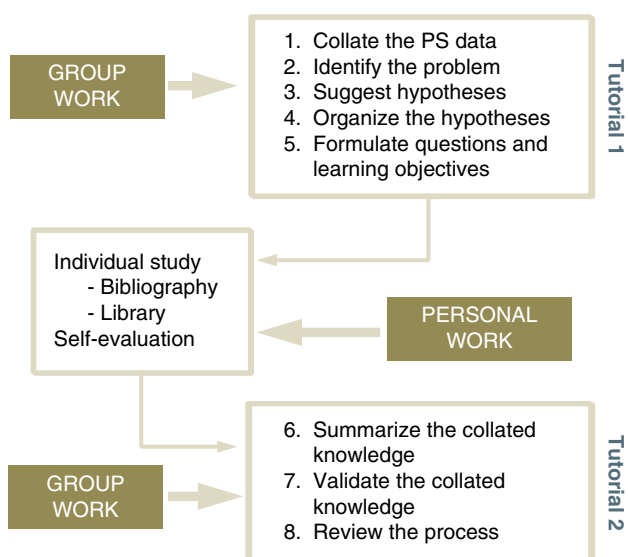 GROUP
WORK
1. Collate the PS data
2. Identify the problem
3. Suggest hypotheses
4. Organize the hypotheses
5. Formulate questions and
learning objectives
Tutorial 1
Individual study
- Bibliography
- Library
Self-evaluation
PERSONAL
WORK
GROUP
WORK
6. Summarize the collated
knowledge
7. Validate the collated
knowledge
8. Review the process
Tutorial 2